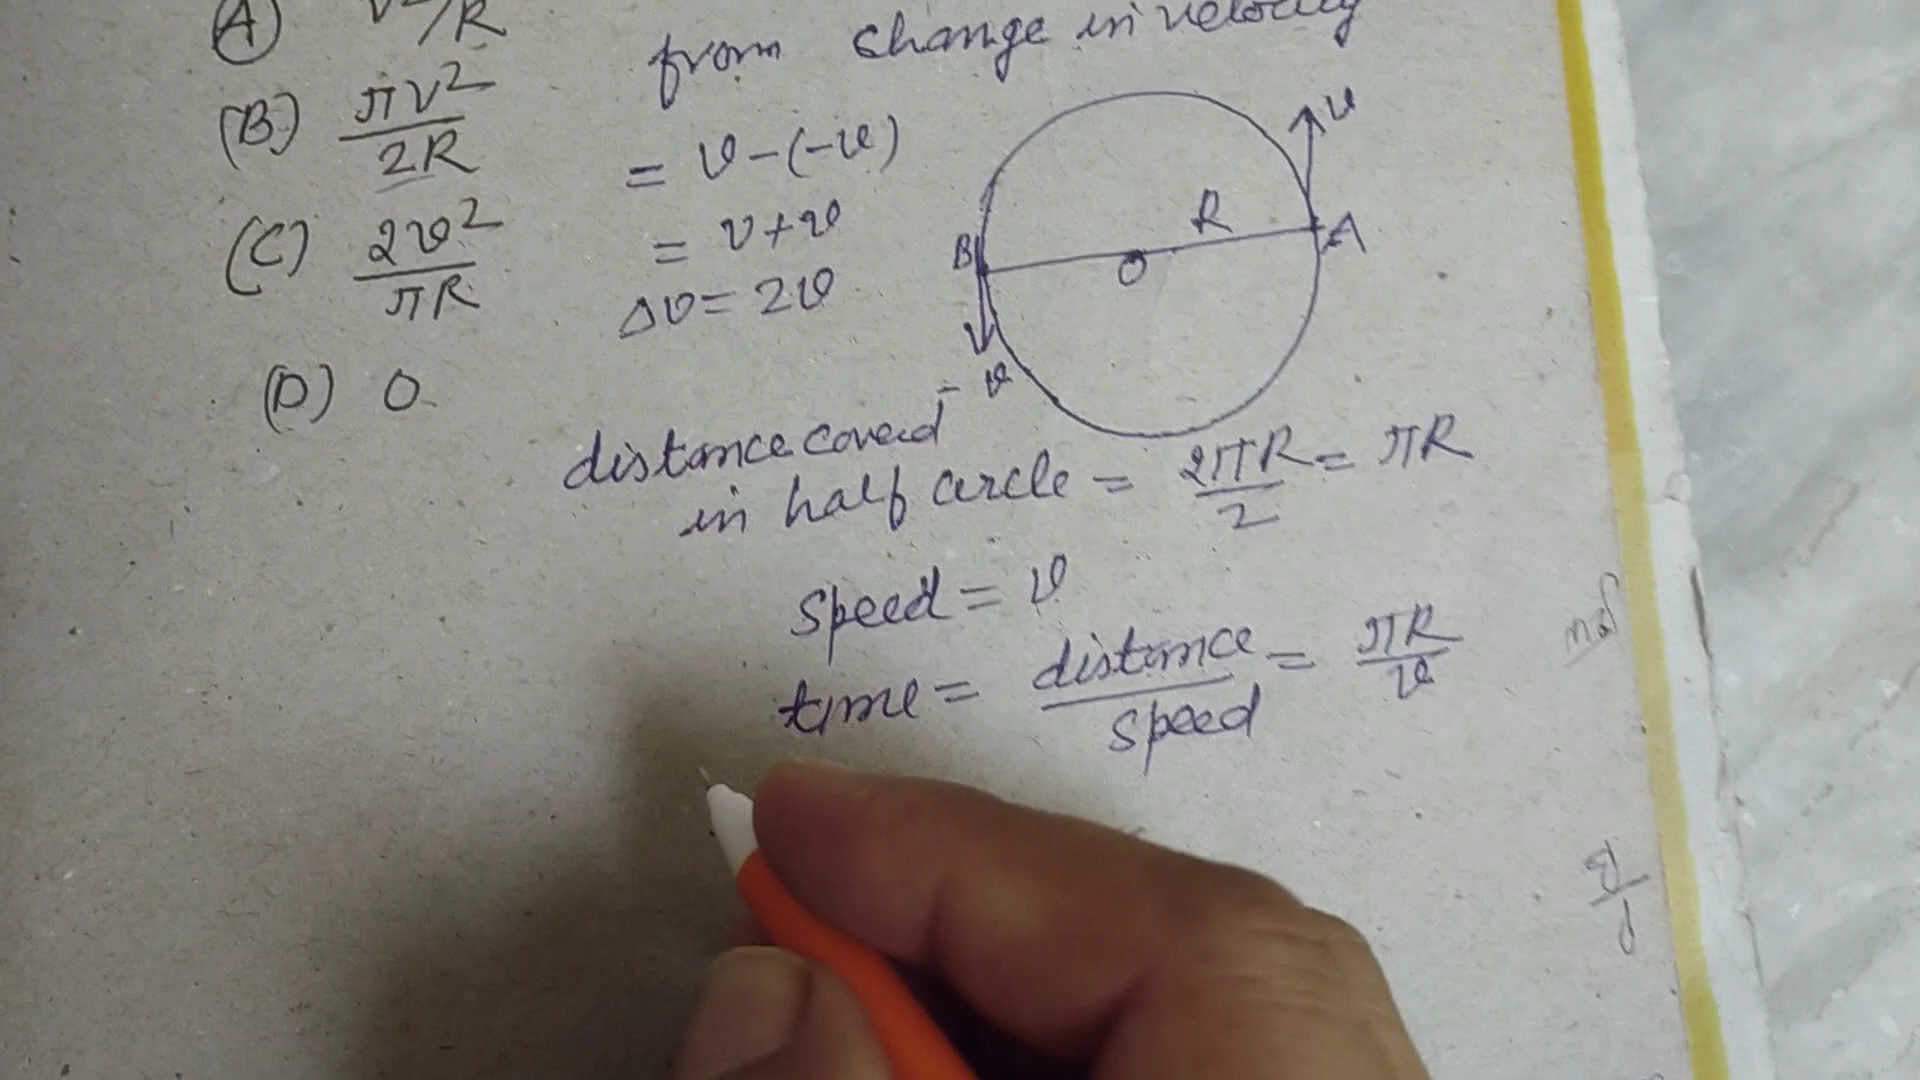 (A) v²/R
(B) πv²/2R
(C) 2v²/πR
(D) 0
from change in velocity
= v-(-v)
= v+v
Δv = 2v
v
R
A
B
O
-v
distance coverd
in half circle = 2πR/2 = πR
speed = v
time = distance/speed = πR/v